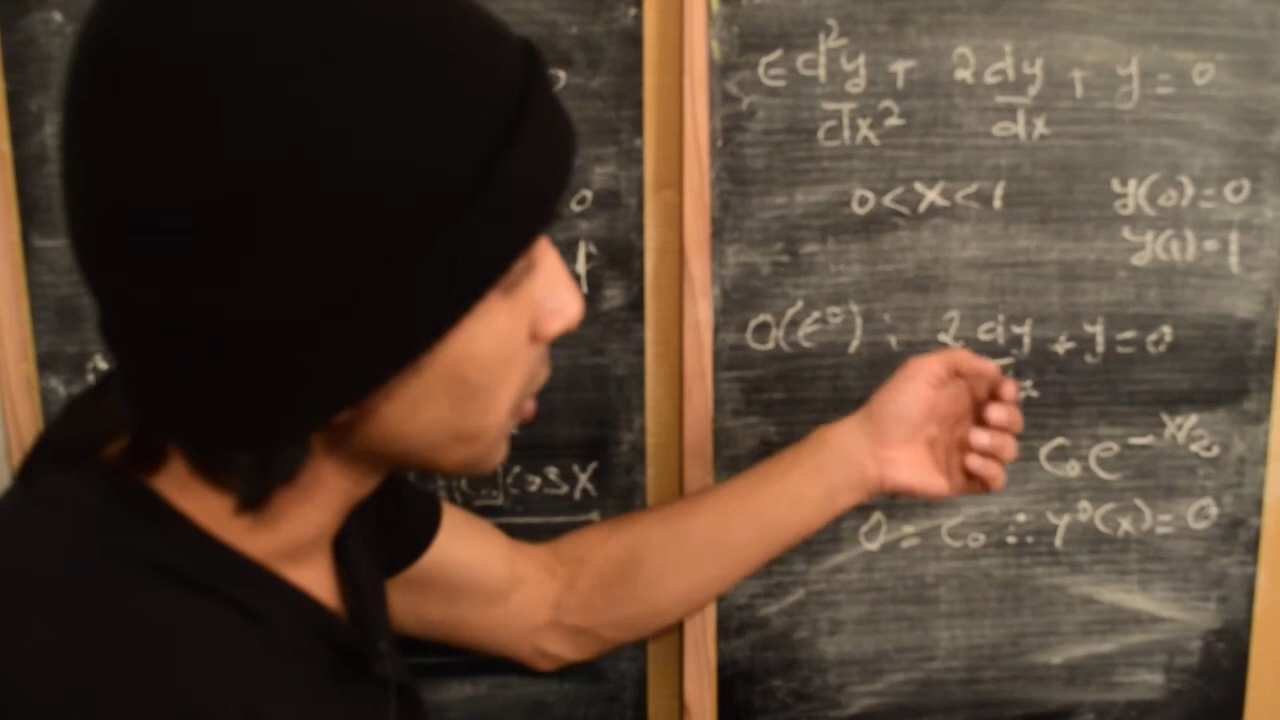 ϵ d²y/dx² + 2 dy/dx + y = 0
0 < x < 1 y(0) = 0
y(1) = 1
O(ϵ⁰) : 2 dy + y = 0
C₀e^(-x/2)
0 = C₀ ∴ y⁰(x) = 0
cosx